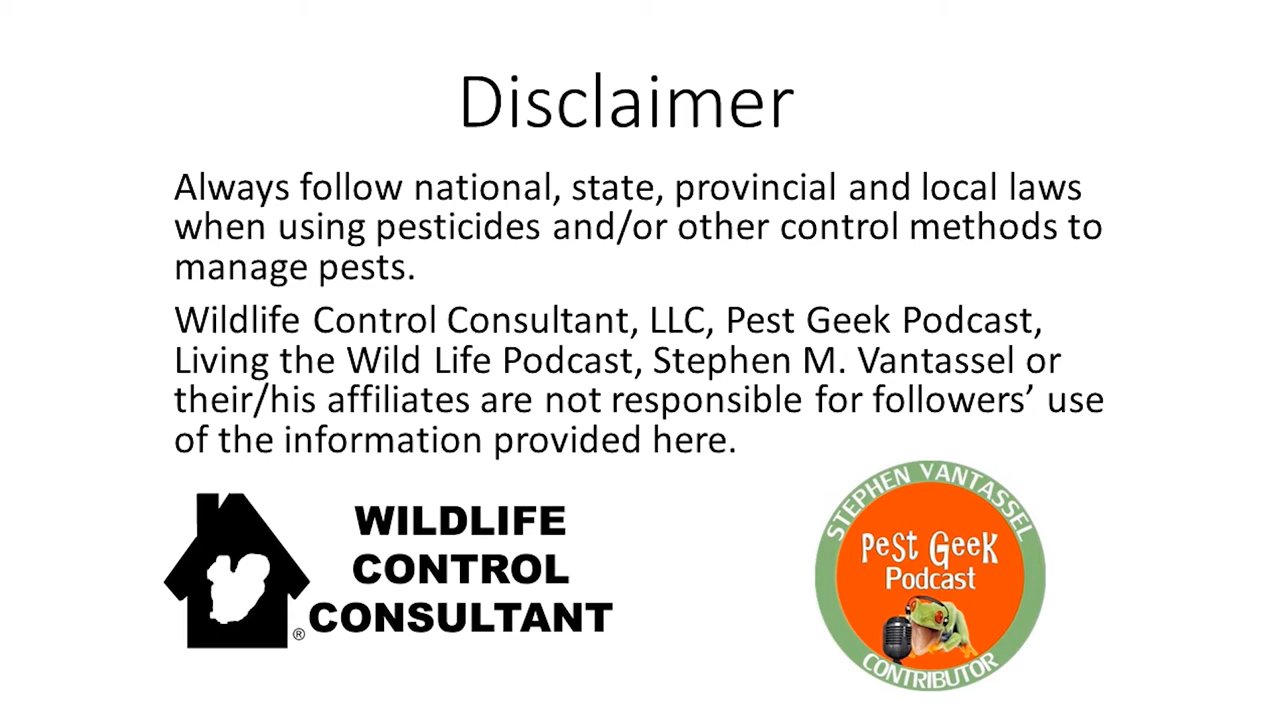 Disclaimer
Always follow national, state, provincial and local laws
when using pesticides and/or other control methods to
manage pests.
Wildlife Control Consultant, LLC, Pest Geek Podcast,
Living the Wild Life Podcast, Stephen M. Vantassel or
their/his affiliates are not responsible for followers’ use
of the information provided here.
WILDLIFE
CONTROL
®CONSULTANT
STEPHEN VANTASSEL
PeSt GeeK
Podcast
CONTRIBUTOR